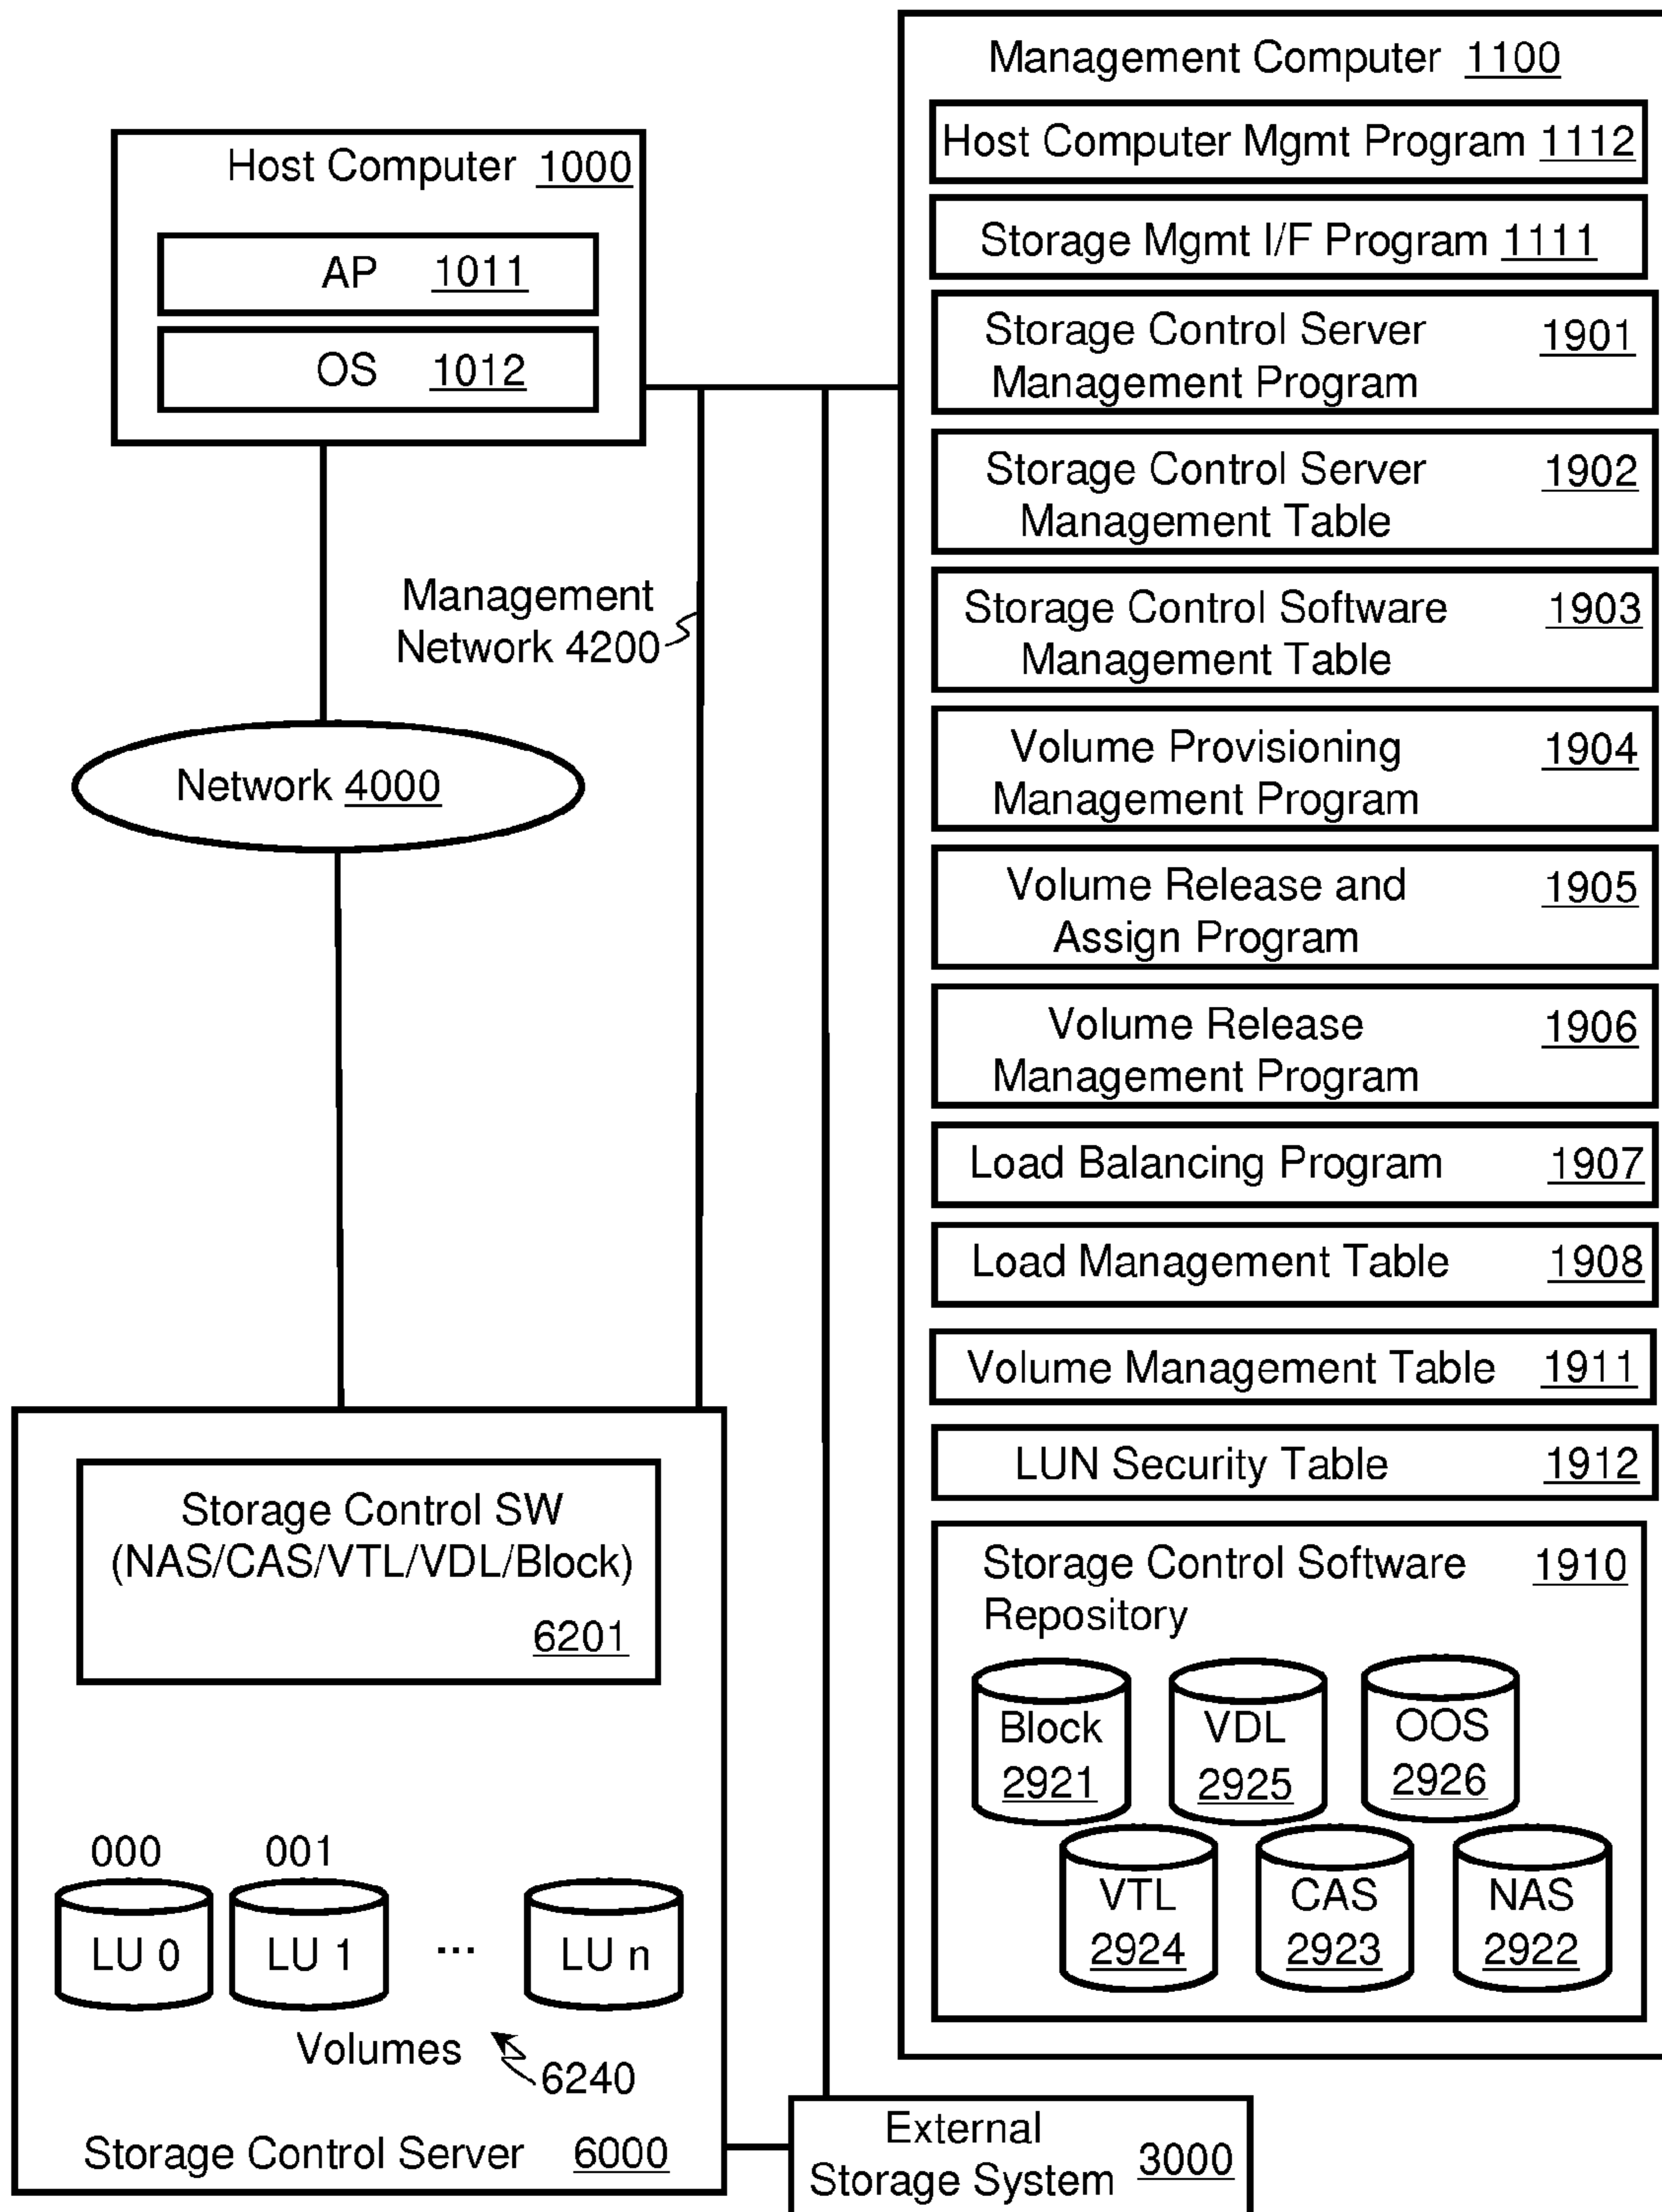 Host Computer 1000
AP 1011
OS 1012
Management
Network 4200
Network 4000
Storage Control SW
(NAS/CAS/VTL/VDL/Block)
6201
000 001
LU 0 LU 1 ... LU n
Volumes
6240
Storage Control Server 6000
External
Storage System 3000
Management Computer 1100
Host Computer Mgmt Program 1112
Storage Mgmt I/F Program 1111
Storage Control Server 1901
Management Program
Storage Control Server 1902
Management Table
Storage Control Software 1903
Management Table
Volume Provisioning 1904
Management Program
Volume Release and 1905
Assign Program
Volume Release 1906
Management Program
Load Balancing Program 1907
Load Management Table 1908
Volume Management Table 1911
LUN Security Table 1912
Storage Control Software 1910
Repository
Block VDL OOS
2921 2925 2926
VTL CAS NAS
2924 2923 2922